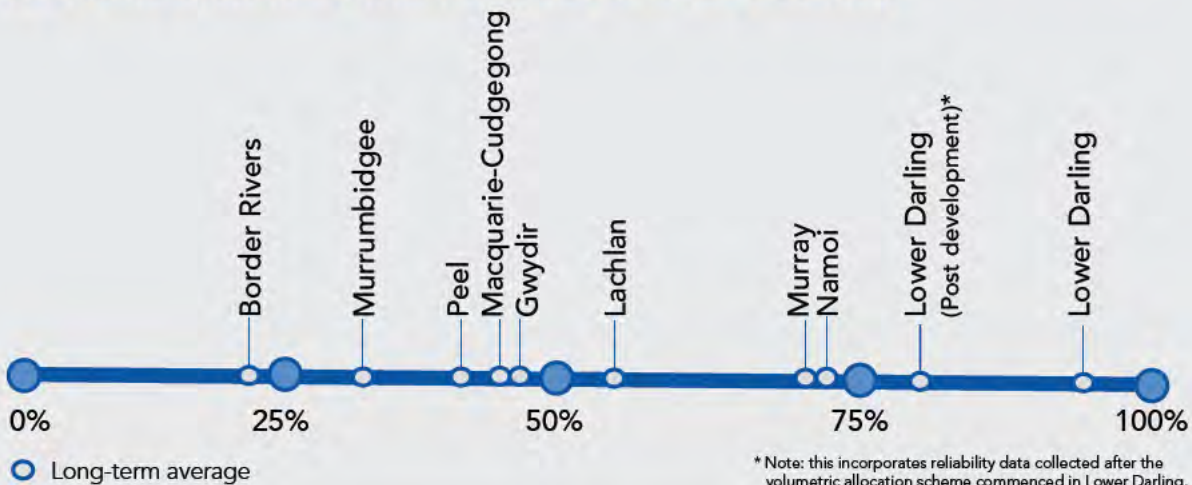 Border Rivers
Murrumbidgee
Peel
Macquarie-Cudgegong
Gwydir
Lachlan
Murray
Namoi
Lower Darling
(Post development)*
Lower Darling
0%
25%
50%
75%
100%
Long-term average
* Note: this incorporates reliability data collected after the
volumetric allocation scheme commenced in Lower Darling.